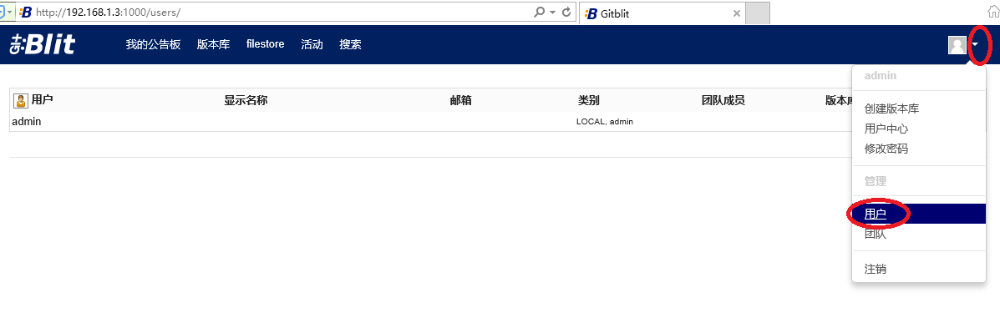 http://192.168.1.3:1000/users/
Gitblit
Git:Blit
我的公告板 版本库 filestore 活动 搜索
admin
创建版本库
用户中心
修改密码
管理
用户
团队
注销
用户 显示名称 邮箱 类别 团队成员 版本库
admin LOCAL, admin